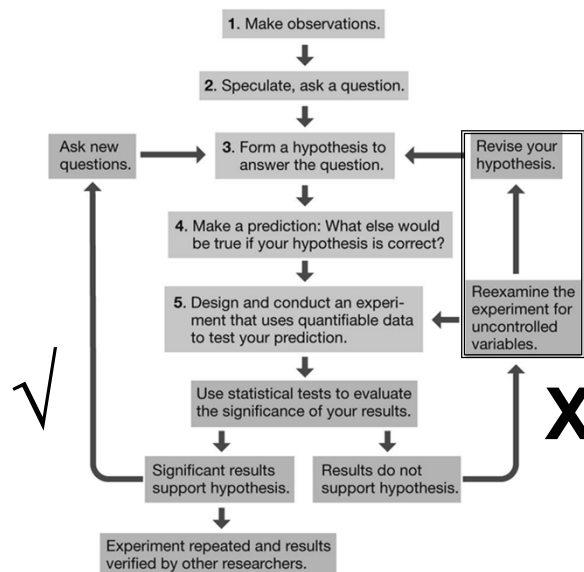 1. Make observations.
2. Speculate, ask a question.
Ask new
questions.
3. Form a hypothesis to
answer the question.
Revise your
hypothesis.
4. Make a prediction: What else would
be true if your hypothesis is correct?
5. Design and conduct an experi-
ment that uses quantifiable data
to test your prediction.
Reexamine the
experiment for
uncontrolled
variables.
√
X
Use statistical tests to evaluate
the significance of your results.
Significant results
support hypothesis.
Results do not
support hypothesis.
Experiment repeated and results
verified by other researchers.